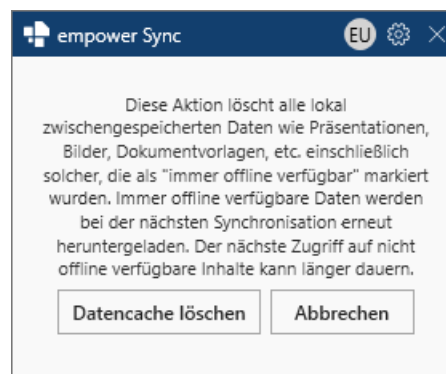 empower Sync EU
Diese Aktion löscht alle lokal
zwischengespeicherten Daten wie Präsentationen,
Bilder, Dokumentvorlagen, etc. einschließlich
solcher, die als "immer offline verfügbar" markiert
wurden. Immer offline verfügbare Daten werden
bei der nächsten Synchronisation erneut
heruntergeladen. Der nächste Zugriff auf nicht
offline verfügbare Inhalte kann länger dauern.
Datencache löschen Abbrechen